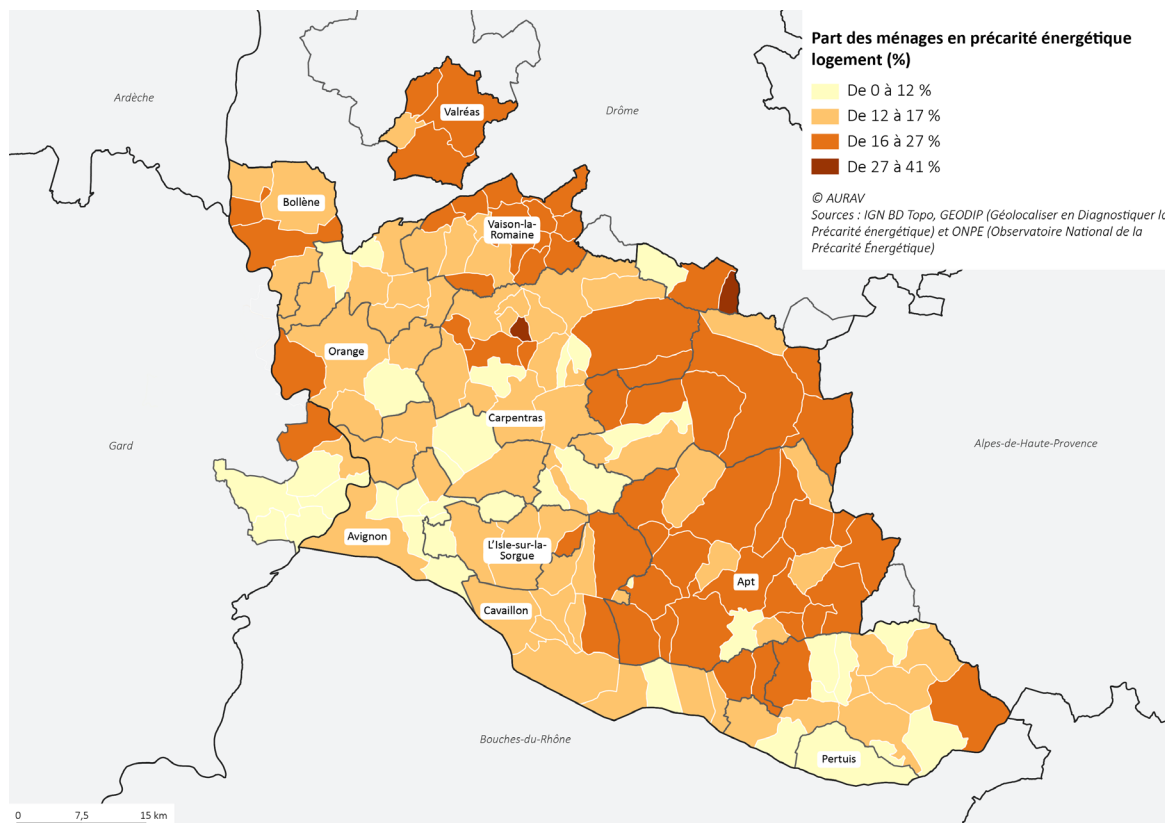 Part des ménages en précarité énergétique
logement (%)
De 0 à 12 %
De 12 à 17 %
De 16 à 27 %
De 27 à 41 %
© AURAV
Sources : IGN BD Topo, GEODIP (Géolocaliser en Diagnostiquer
Précarité énergétique) et ONPE (Observatoire National de la
Précarité Énergétique)
Ardèche
Drôme
Valréas
Bollène
Vaison-la-
Romaine
Orange
Carpentras
Gard
Alpes-de-Haute-Provence
Avignon
L'Isle-sur-la-
Sorgue
Apt
Cavaillon
Bouches-du-Rhône
Pertuis
0 7,5 15 km